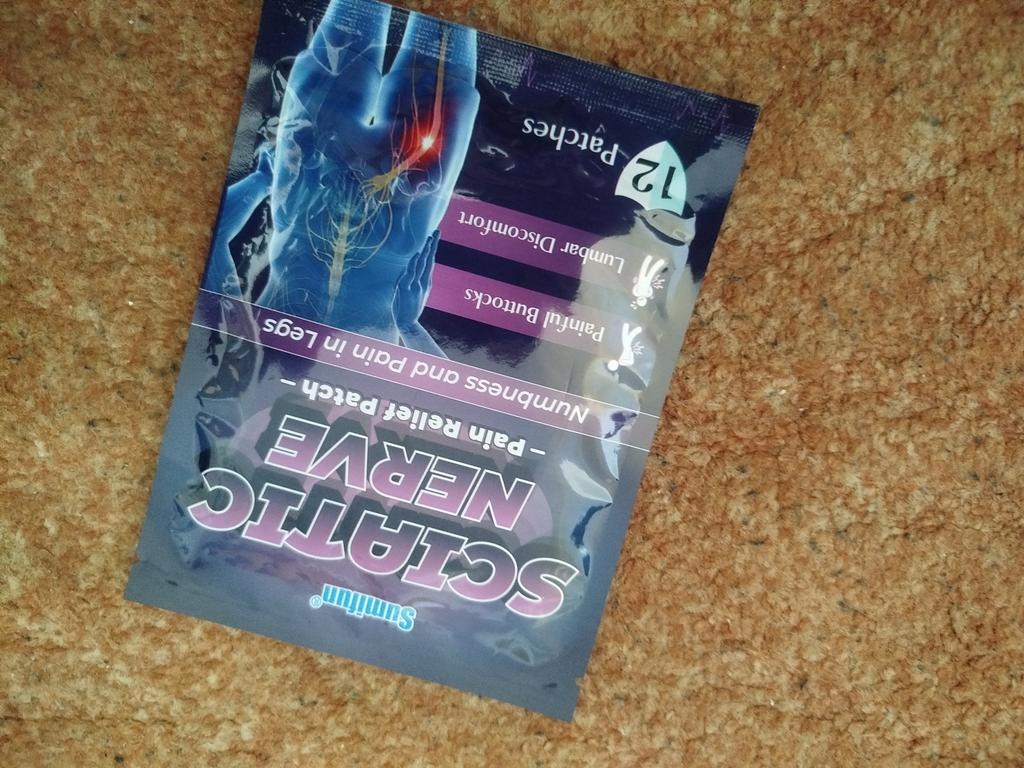 Sumifun®
SCIATIC
NERVE
– Pain Relief Patch –
Numbness and Pain in Legs
Painful Buttocks
Lumbar Discomfort
12 Patches